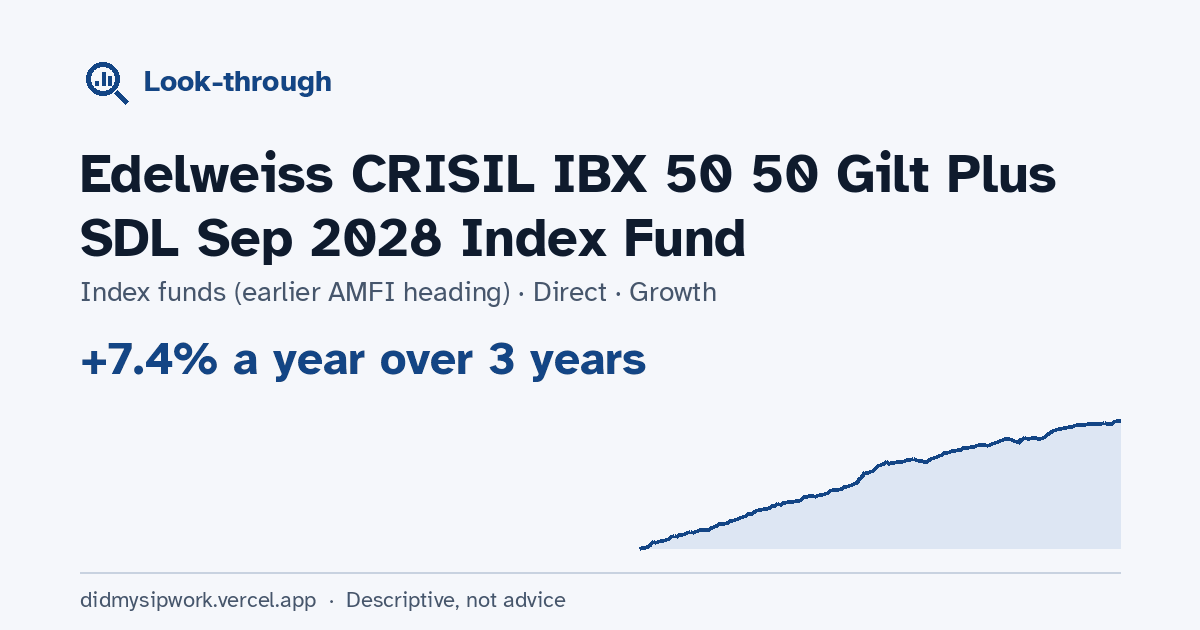 Look-through
Edelweiss CRISIL IBX 50 50 Gilt Plus
SDL Sep 2028 Index Fund
Index funds (earlier AMFI heading) · Direct · Growth
+7.4% a year over 3 years
didmysipwork.vercel.app · Descriptive, not advice